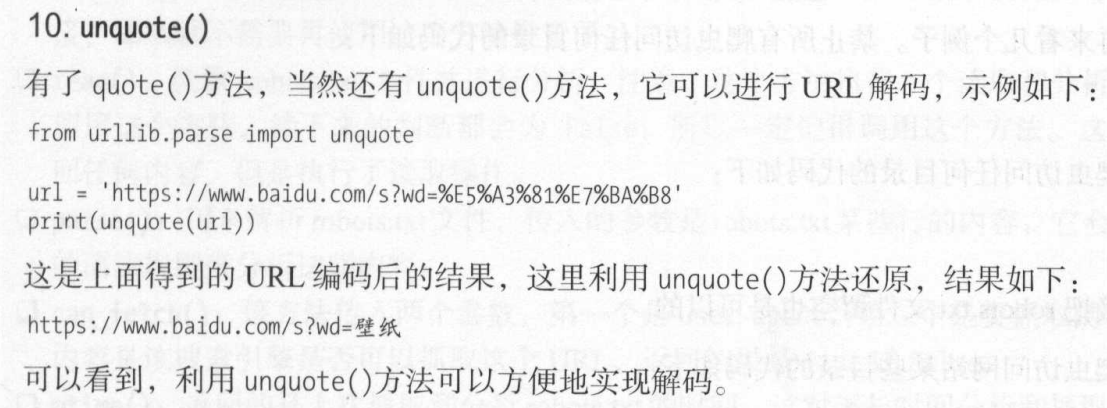 10. unquote()
有了 quote()方法，当然还有 unquote()方法，它可以进行 URL 解码，示例如下：
from urllib.parse import unquote
url = 'https://www.baidu.com/s?wd=%E5%A3%81%E7%BA%B8'
print(unquote(url))
这是上面得到的 URL 编码后的结果，这里利用 unquote()方法还原，结果如下：
https://www.baidu.com/s?wd=壁纸
可以看到，利用 unquote()方法可以方便地实现解码。